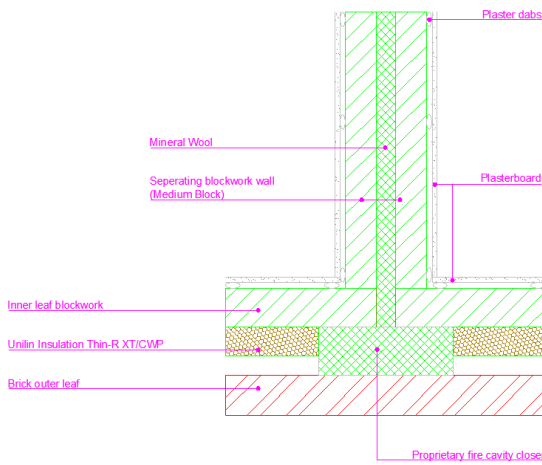 Plaster dabs
Mineral Wool
Seperating blockwork wall
(Medium Block)
Plasterboard
Inner leaf blockwork
Unilin Insulation Thin-R XT/CWP
Brick outer leaf
Proprietary fire cavity close